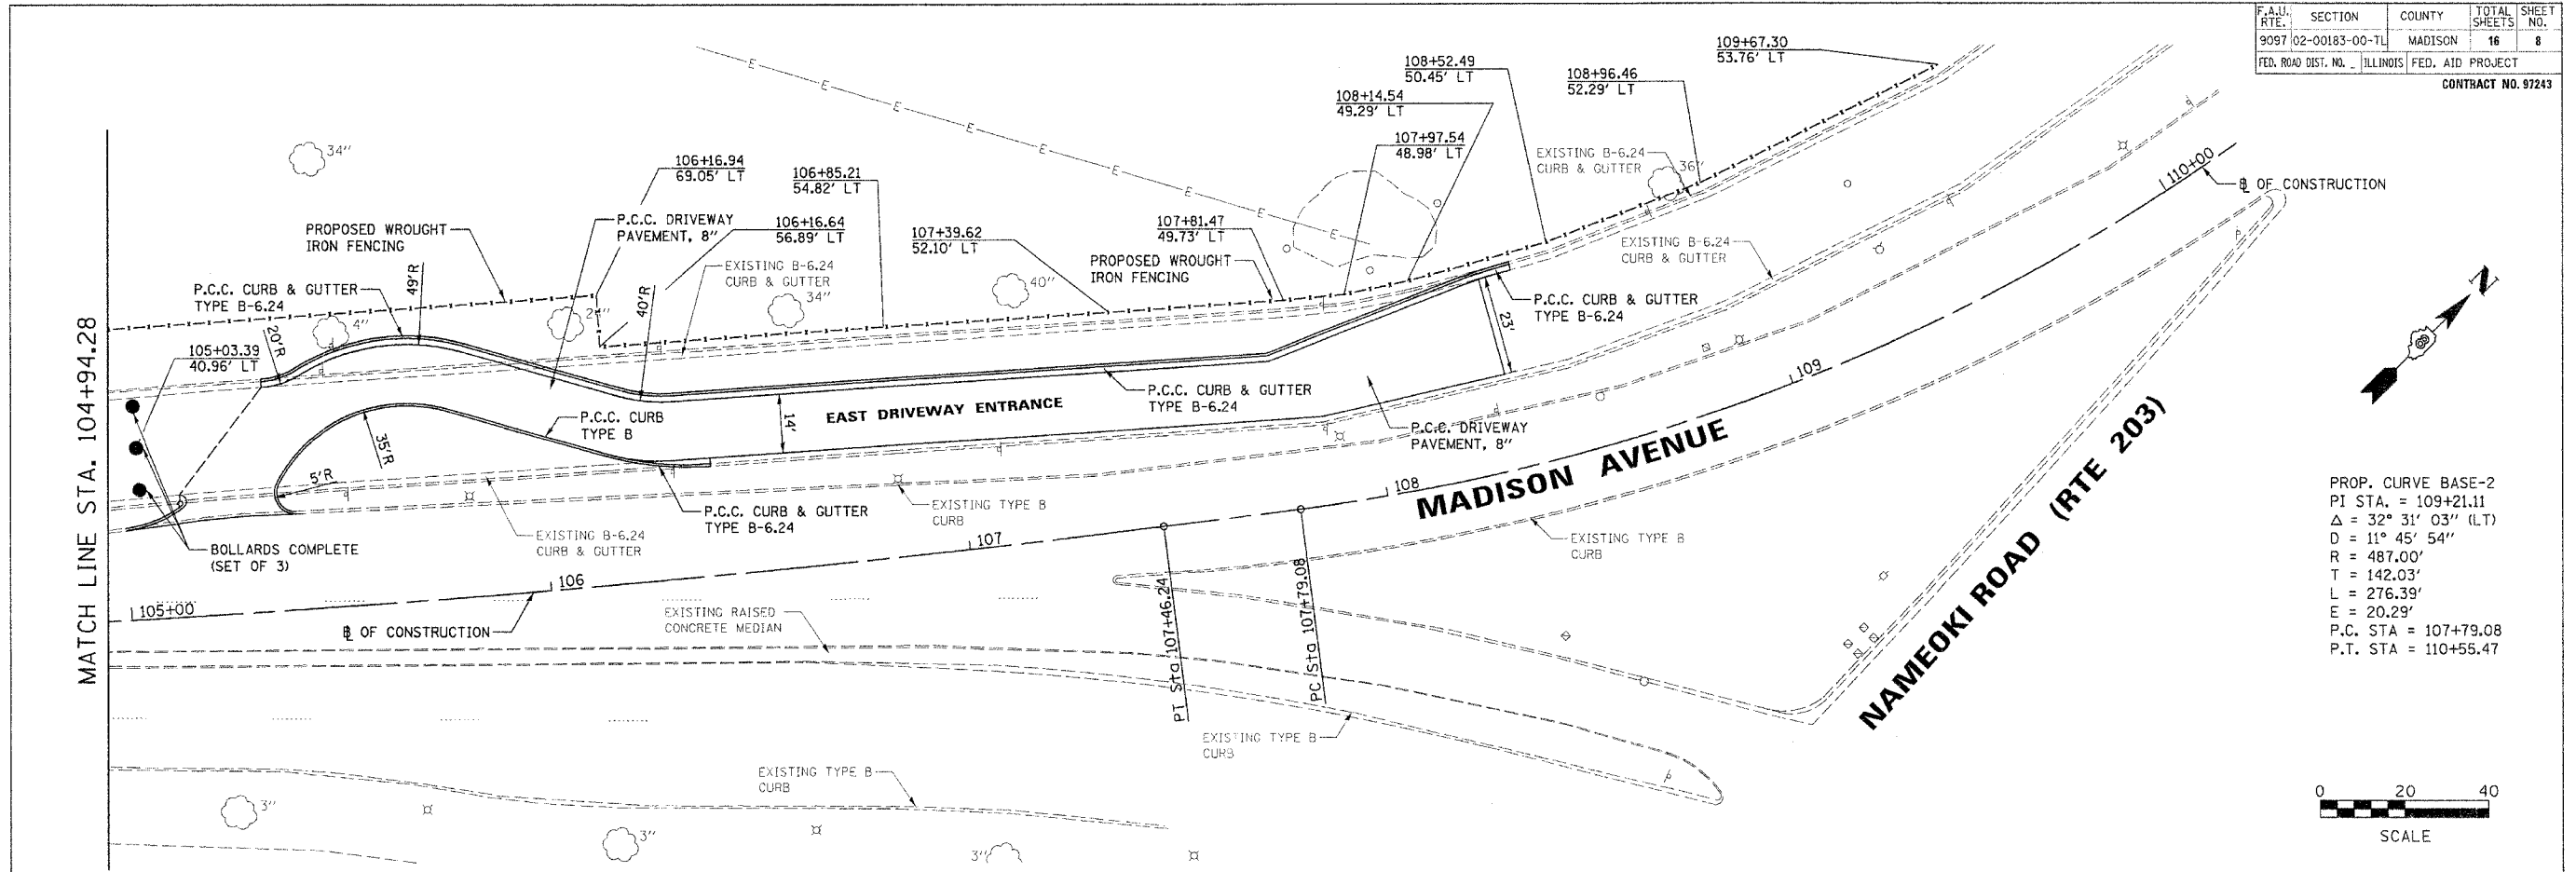 F.A.U. RTE. SECTION COUNTY TOTAL SHEETS SHEET NO.
9097 02-00183-00-TL MADISON 16 8
FED. ROAD DIST. NO. _ ILLINOIS FED. AID PROJECT
CONTRACT NO. 97243
109+67.30
53.76' LT
108+52.49
50.45' LT
108+96.46
52.29' LT
108+14.54
49.29' LT
107+97.54
48.98' LT
EXISTING B-6.24
CURB & GUTTER
36"
34"
106+16.94
69.05' LT
106+85.21
54.82' LT
110+00
℄ OF CONSTRUCTION
PROPOSED WROUGHT
IRON FENCING
P.C.C. DRIVEWAY
PAVEMENT, 8"
106+16.64
56.89' LT
107+39.62
52.10' LT
107+81.47
49.73' LT
EXISTING B-6.24
CURB & GUTTER
PROPOSED WROUGHT
IRON FENCING
EXISTING B-6.24
CURB & GUTTER
P.C.C. CURB & GUTTER
TYPE B-6.24
49'R
40'R
34"
40"
4"
20'R
P.C.C. CURB & GUTTER
TYPE B-6.24
23'
N
MATCH LINE STA. 104+94.28
105+03.39
40.96' LT
P.C.C. CURB
TYPE B
14'
EAST DRIVEWAY ENTRANCE
P.C.C. CURB & GUTTER
TYPE B-6.24
109
P.C.C. DRIVEWAY
PAVEMENT, 8"
35'R
5'R
MADISON AVENUE
108
NAMEOKI ROAD (RTE 203)
BOLLARDS COMPLETE
(SET OF 3)
EXISTING B-6.24
CURB & GUTTER
P.C.C. CURB & GUTTER
TYPE B-6.24
EXISTING TYPE B
CURB
107
EXISTING TYPE B
CURB
PROP. CURVE BASE-2
PI STA. = 109+21.11
Δ = 32° 31' 03" (LT)
D = 11° 45' 54"
R = 487.00'
T = 142.03'
L = 276.39'
E = 20.29'
P.C. STA = 107+79.08
P.T. STA = 110+55.47
105+00
106
℄ OF CONSTRUCTION
EXISTING RAISED
CONCRETE MEDIAN
PT Sta 107+46.24
PC Sta 107+79.08
EXISTING TYPE B
CURB
EXISTING TYPE B
CURB
3"
3"
3"
0 20 40
SCALE